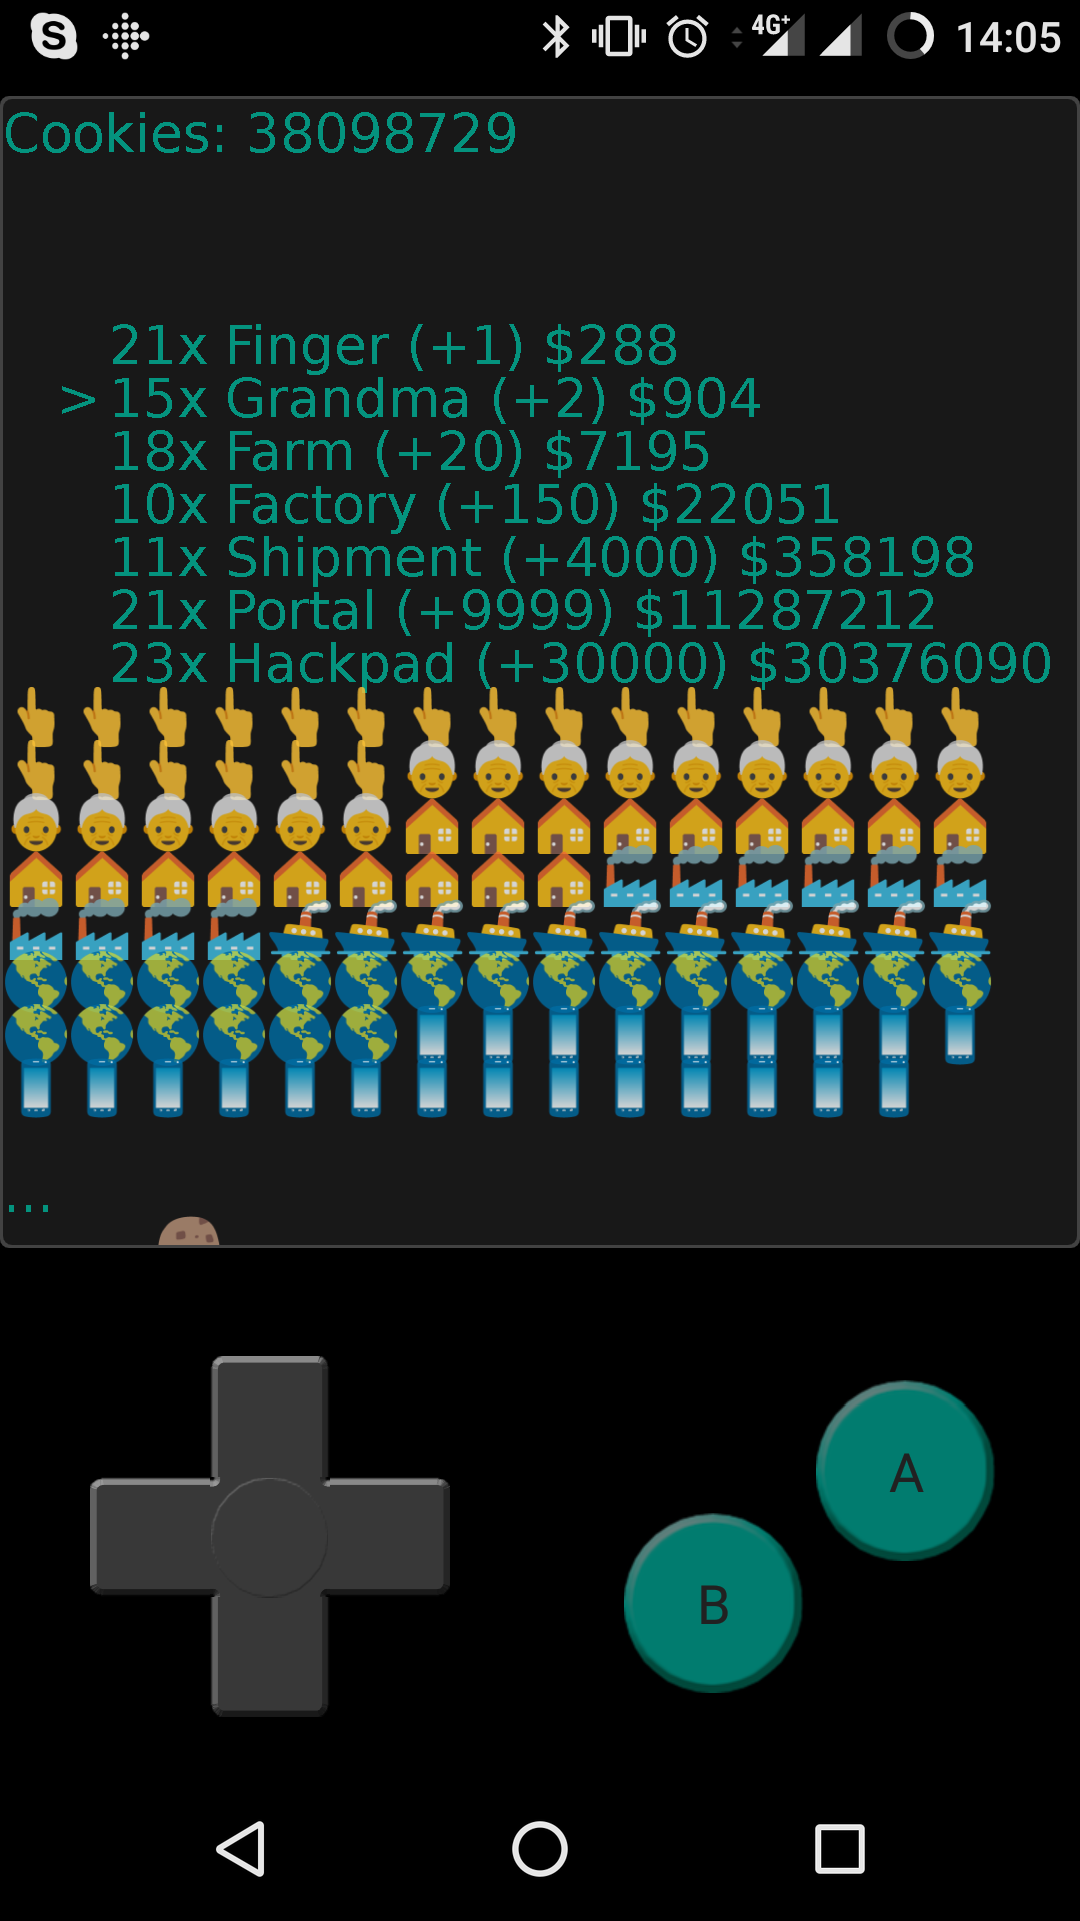 4G+ 14:05
Cookies: 38098729
21x Finger (+1) $288
>15x Grandma (+2) $904
18x Farm (+20) $7195
10x Factory (+150) $22051
11x Shipment (+4000) $358198
21x Portal (+9999) $11287212
23x Hackpad (+30000) $30376090
...
A
B